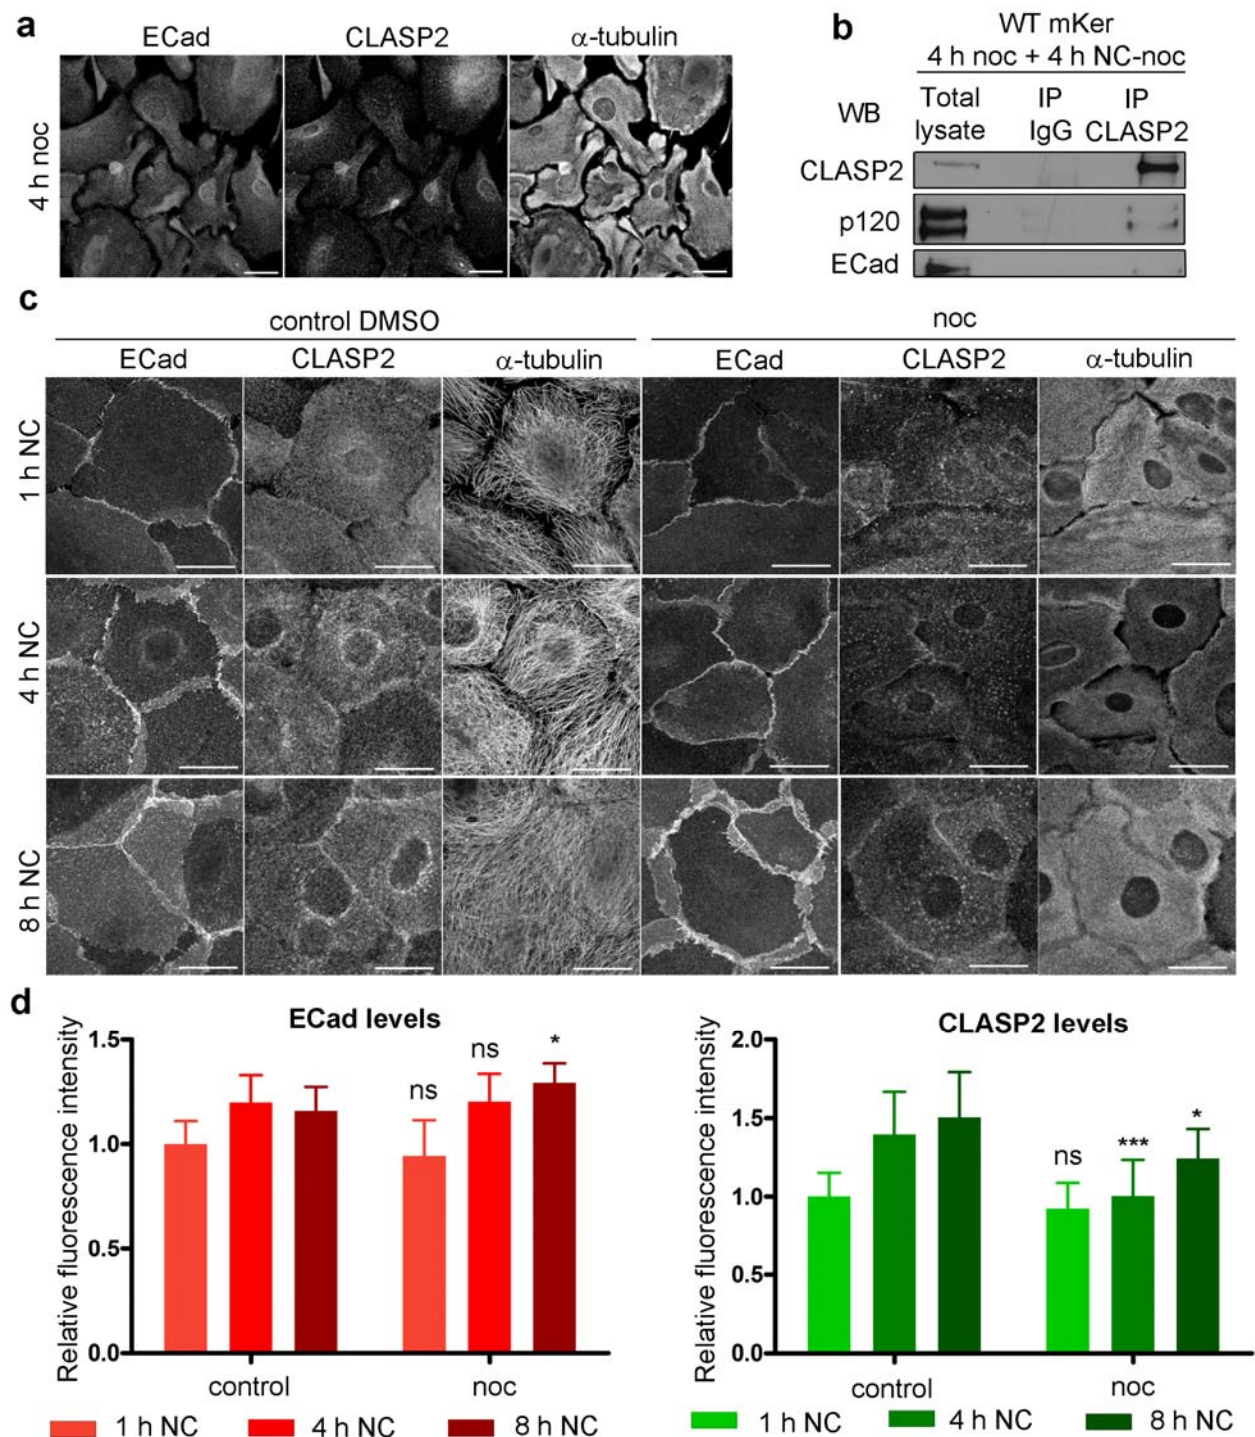 a
ECad CLASP2 α-tubulin
4 h noc
b
WT mKer
4 h noc + 4 h NC-noc
WB Total lysate IP IgG IP CLASP2
CLASP2
p120
ECad
c
control DMSO noc
ECad CLASP2 α-tubulin ECad CLASP2 α-tubulin
1 h NC
4 h NC
8 h NC
d
ECad levels
Relative fluorescence intensity
1.5
1.0
0.5
0.0
ns ns *
control noc
1 h NC 4 h NC 8 h NC
CLASP2 levels
Relative fluorescence intensity
2.0
1.5
1.0
0.5
0.0
ns *** *
control noc
1 h NC 4 h NC 8 h NC